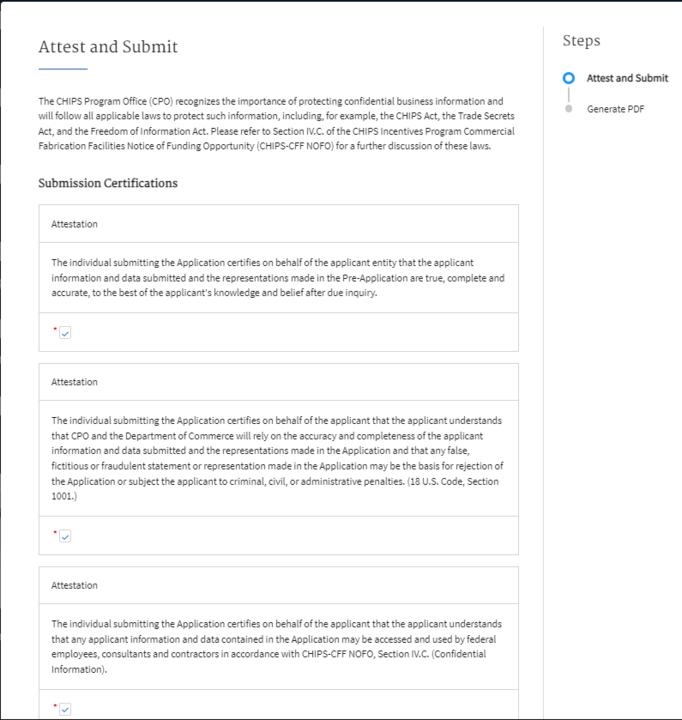 Attest and Submit
The CHIPS Program Office (CPO) recognizes the importance of protecting confidential business information and
will follow all applicable laws to protect such information, including, for example, the CHIPS Act, the Trade Secrets
Act, and the Freedom of Information Act. Please refer to Section IV.C. of the CHIPS Incentives Program Commercial
Fabrication Facilities Notice of Funding Opportunity (CHIPS-CFF NOFO) for a further discussion of these laws.
Submission Certifications
Attestation
The individual submitting the Application certifies on behalf of the applicant entity that the applicant
information and data submitted and the representations made in the Pre-Application are true, complete and
accurate, to the best of the applicant's knowledge and belief after due inquiry.
*
Attestation
The individual submitting the Application certifies on behalf of the applicant that the applicant understands
that CPO and the Department of Commerce will rely on the accuracy and completeness of the applicant
information and data submitted and the representations made in the Application and that any false,
fictitious or fraudulent statement or representation made in the Application may be the basis for rejection of
the Application or subject the applicant to criminal, civil, or administrative penalties. (18 U.S. Code, Section
1001.)
*
Attestation
The individual submitting the Application certifies on behalf of the applicant that the applicant understands
that any applicant information and data contained in the Application may be accessed and used by federal
employees, consultants and contractors in accordance with CHIPS-CFF NOFO, Section IV.C. (Confidential
Information).
*
Steps
Attest and Submit
Generate PDF